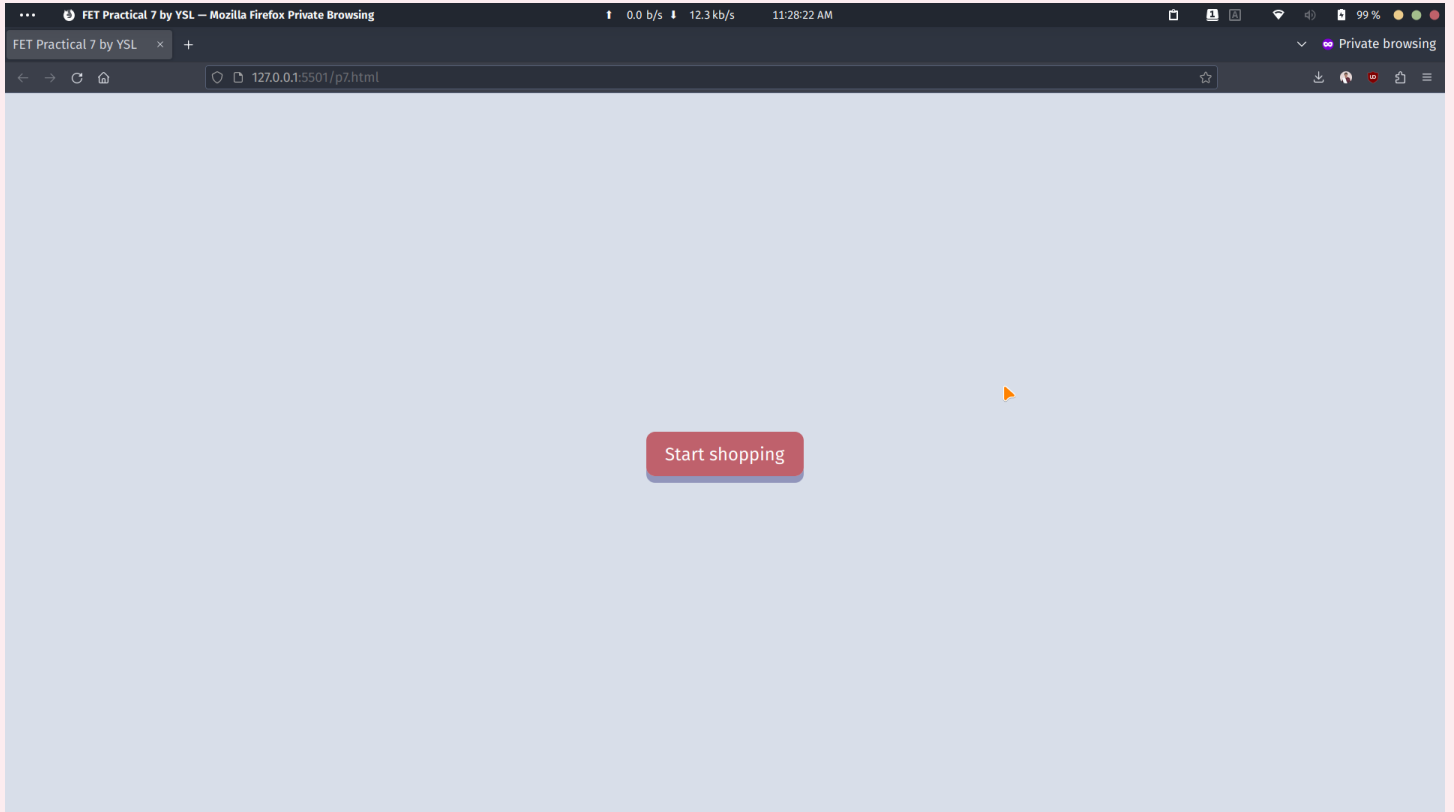 FET Practical 7 by YSL — Mozilla Firefox Private Browsing 0.0 b/s 12.3 kb/s 11:28:22 AM 1 A 99 %
FET Practical 7 by YSL Private browsing
127.0.0.1:5501/p7.html
Start shopping